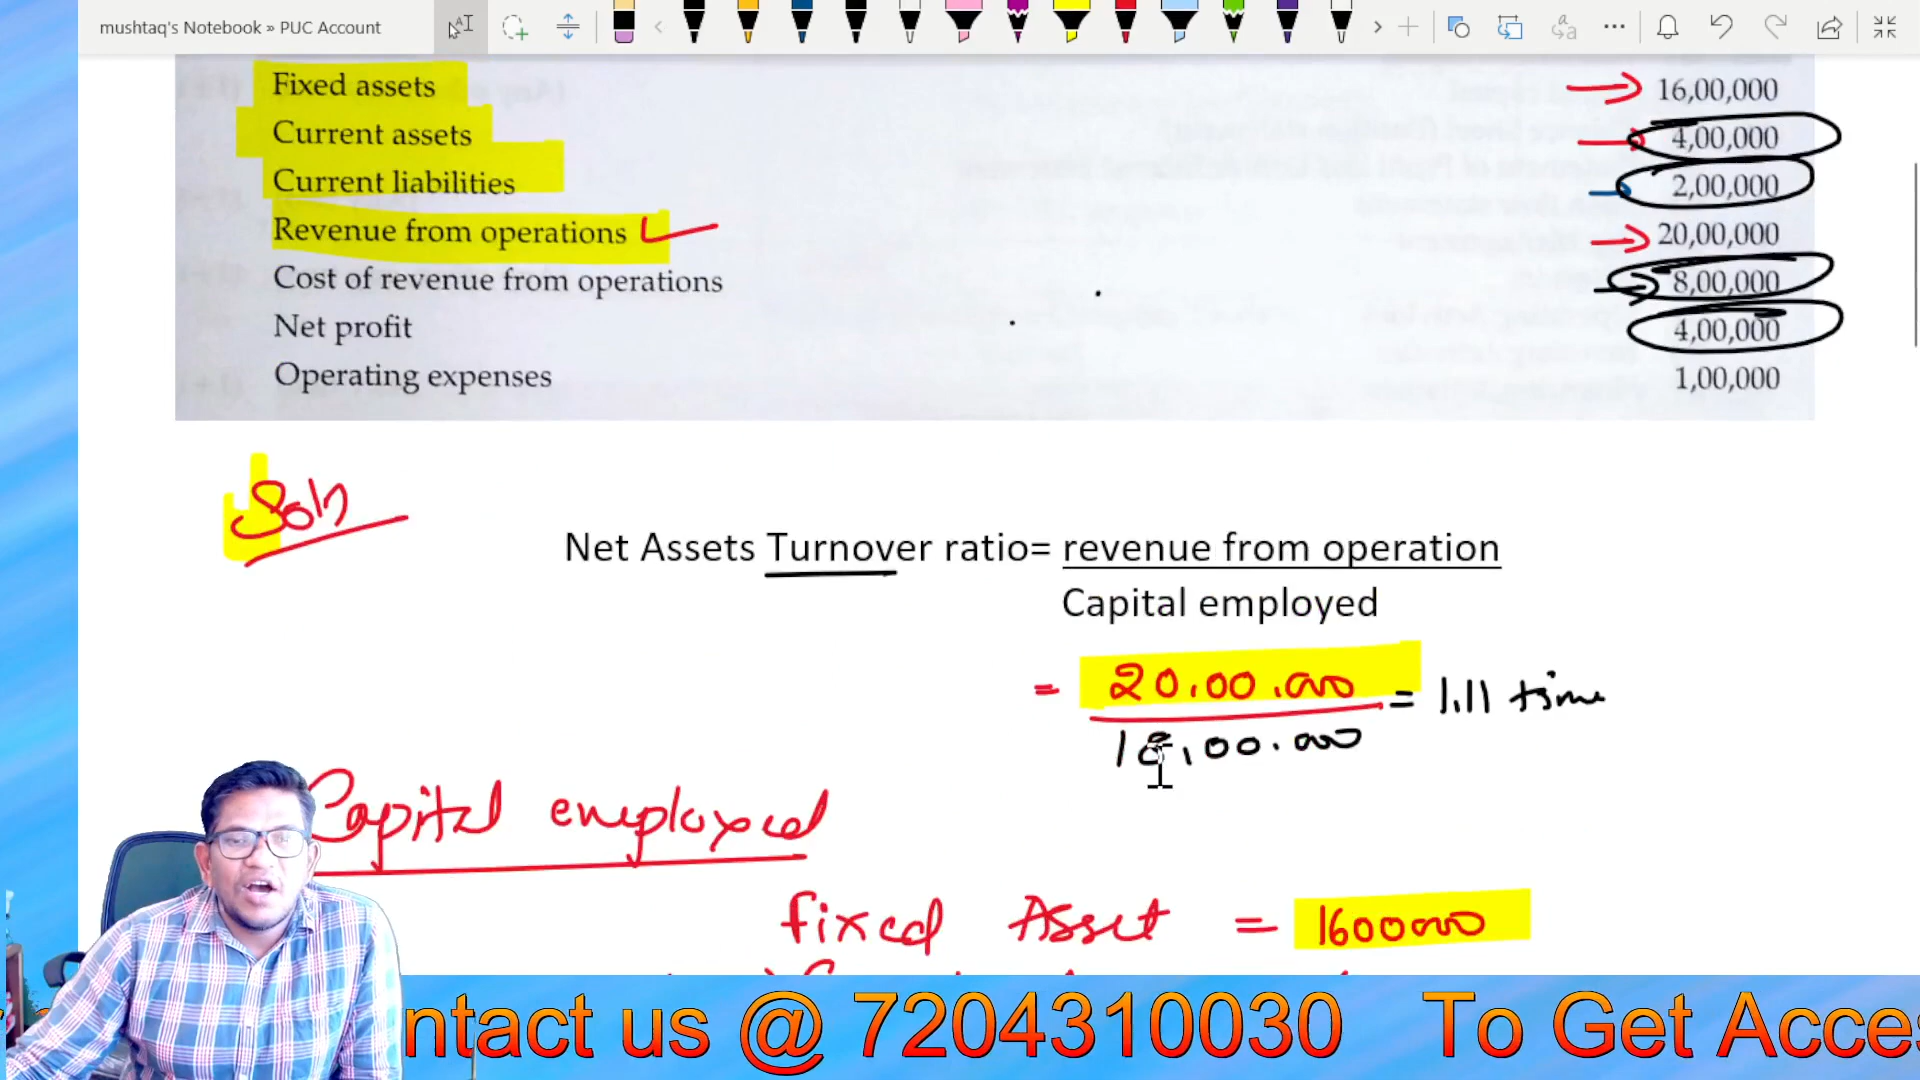 mushtaq's Notebook » PUC Account
Fixed assets 16,00,000
Current assets 4,00,000
Current liabilities 2,00,000
Revenue from operations 20,00,000
Cost of revenue from operations 8,00,000
Net profit 4,00,000
Operating expenses 1,00,000
Soln
Net Assets Turnover ratio= revenue from operation
Capital employed
= 20,00,000 = 1.11 time
18,00,000
Capital employed
fixed Asset = 1600000
ntact us @ 7204310030 To Get Acces